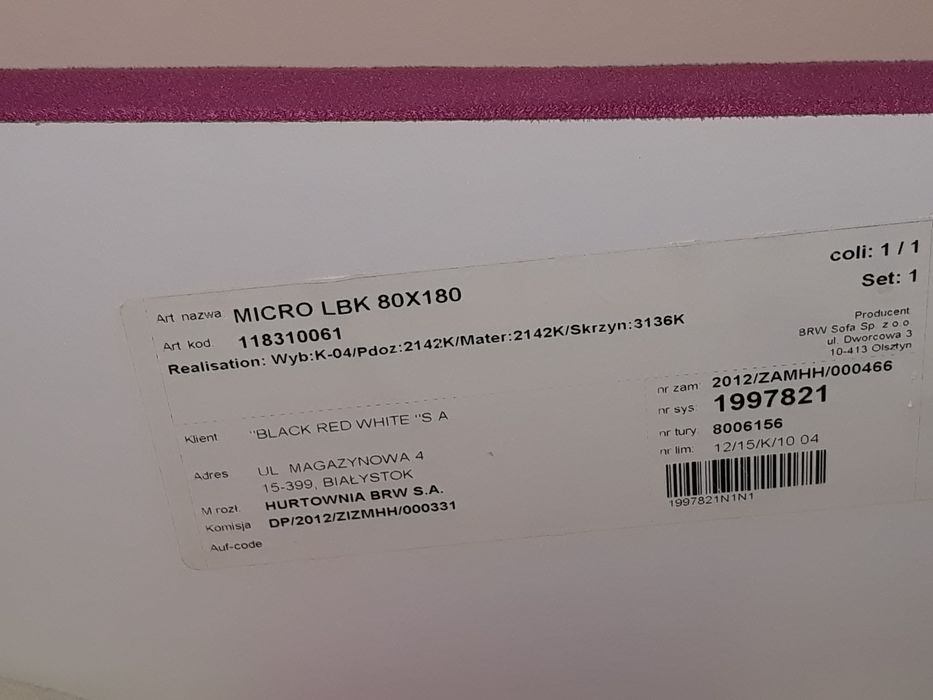 coli: 1 / 1
Set: 1
Art nazwa MICRO LBK 80X180
Art kod 118310061
Realisation: Wyb:K-04/Pdoz:2142K/Mater:2142K/Skrzyn:3136K
Producent
BRW Sofa Sp. z o o
ul. Dworcowa 3
10-413 Olsztyn
Klient "BLACK RED WHITE "S A
Adres UL MAGAZYNOWA 4
15-399, BIAŁYSTOK
M rozł. HURTOWNIA BRW S.A.
Komisja DP/2012/ZIZMHH/000331
Auf-code
nr zam: 2012/ZAMHH/000466
nr sys: 1997821
nr tury: 8006156
nr lim: 12/15/K/10 04
1997821N1N1